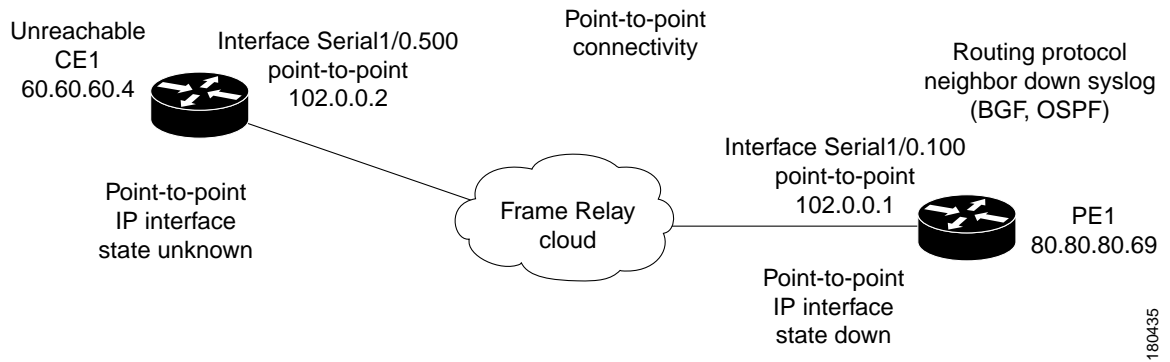 Unreachable
CE1
60.60.60.4
Interface Serial1/0.500
point-to-point
102.0.0.2
Point-to-point
connectivity
Routing protocol
neighbor down syslog
(BGF, OSPF)
Interface Serial1/0.100
point-to-point
102.0.0.1
Point-to-point
IP interface
state unknown
Frame Relay
cloud
PE1
80.80.80.69
Point-to-point
IP interface
state down
180435